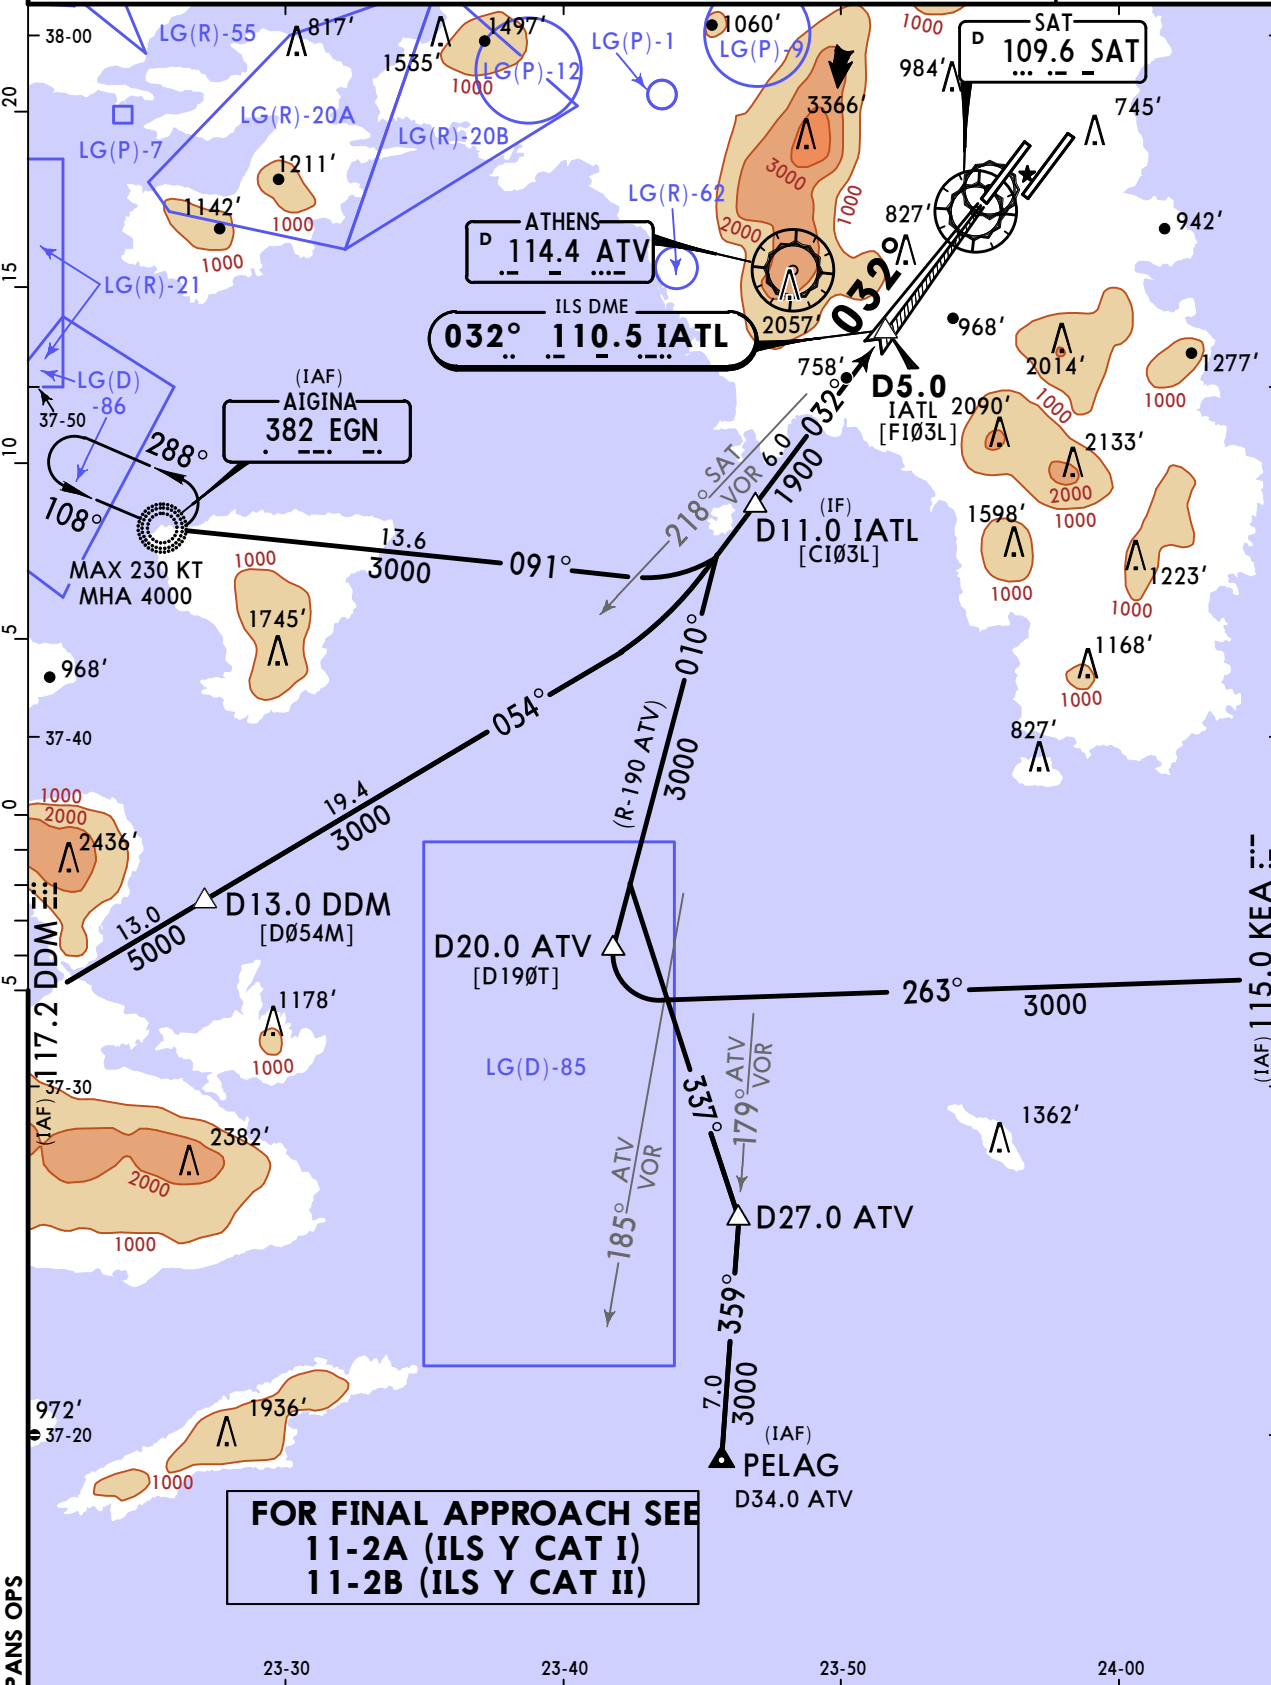 38-00
817'
LG(R)-55
1535'
1497'
1000
LG(P)-12
LG(P)-1
1060'
LG(P)-9
1000
984'
SAT
D 109.6 SAT
745'
20
LG(P)-7
LG(R)-20A
LG(R)-20B
3366'
3000
1000
2000
1211'
1000
1142'
1000
LG(R)-62
827'
942'
ATHENS
D 114.4 ATV
15
LG(R)-21
ILS DME
032° 110.5 IATL
2057'
032°
968'
2014'
1000
1277'
1000
LG(D)
-86
37-50
(IAF)
AIGINA
382 EGN
758'
D5.0
IATL
[FIØ3L]
2090'
2133'
2000
1000
10
288°
108°
MAX 230 KT
MHA 4000
218° SAT
VOR
6.0
032°
1900
(IF)
D11.0 IATL
[CIØ3L]
1598'
1000
1223'
1000
13.6
3000
091°
1000
1745'
5
968'
010°
1168'
1000
054°
(R-190 ATV)
3000
827'
37-40
19.4
3000
0
1000
2000
2436'
13.0
5000
D13.0 DDM
[DØ54M]
D20.0 ATV
[D190T]
263°
3000
5
(IAF) 117.2 DDM
(IAF) 115.0 KEA
1178'
1000
LG(D)-85
37-30
337°
179° ATV
VOR
185° ATV
VOR
1362'
2382'
2000
1000
D27.0 ATV
359°
7.0
3000
972'
37-20
1936'
1000
(IAF)
PELAG
D34.0 ATV
FOR FINAL APPROACH SEE
11-2A (ILS Y CAT I)
11-2B (ILS Y CAT II)
PANS OPS
23-30
23-40
23-50
24-00